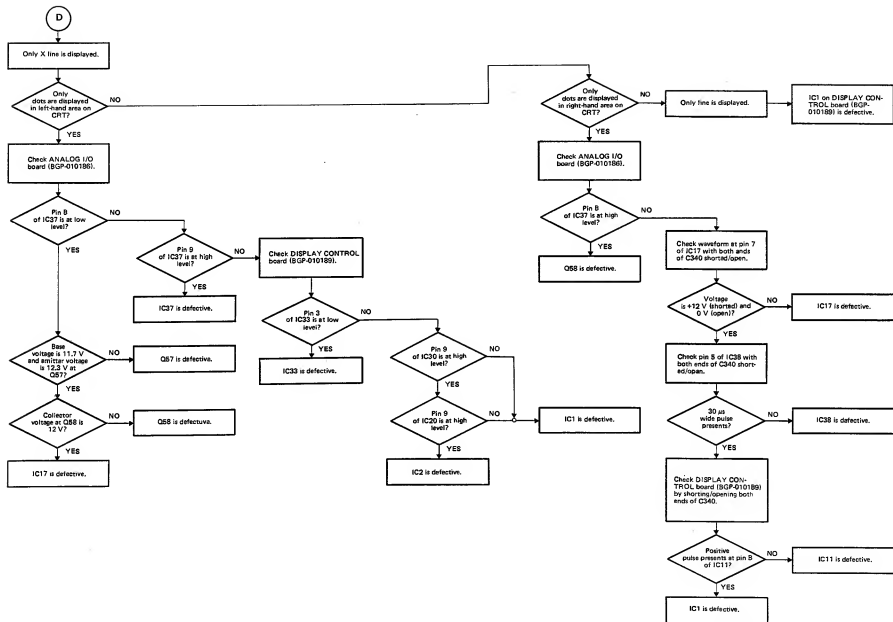 D
Only X line is displayed.
Only
dots are displayed
in left-hand area on
CRT?
NO
YES
Check ANALOG I/O
board (BGP-010186).
Pin 8
of IC37 is at low
level?
NO
YES
Pin 9
of IC37 is at high
level?
NO
YES
IC37 is defective.
Check DISPLAY CONTROL
board (BGP-010189).
Pin 3
of IC33 is at low
level?
NO
YES
IC33 is defective.
Pin 9
of IC30 is at high
level?
NO
YES
Pin 9
of IC20 is at high
level?
NO
YES
IC1 is defective.
IC2 is defective.
Base
voltage is 11.7 V
and emitter voltage
is 12.3 V at
Q57?
NO
YES
Q57 is defective.
Collector
voltage at Q58 is
12 V?
NO
YES
Q58 is defectuva.
IC17 is defective.
Only
dots are displayed
in right-hand area on
CRT?
NO
YES
Only line is displayed.
IC1 on DISPLAY CON-
TROL board (BGP-
010189) is defective.
Check ANALOG I/O
board (BGP-010186).
Pin 8
of IC37 is at high
level?
NO
YES
Q58 is defective.
Check waveform at pin 7
of IC17 with both ends
of C340 shorted/open.
Voltage
is +12 V (shorted) and
0 V (open)?
NO
YES
IC17 is defective.
Check pin 5 of IC38 with
both ends of C340 short-
ed/open.
30 μs
wide pulse
presents?
NO
YES
IC38 is defective.
Check DISPLAY CON-
TROL board (BGP-010189)
by shorting/opening both
ends of C340.
Positive
pulse presents at pin 8
of IC11?
NO
YES
IC11 is defective.
IC1 is defective.